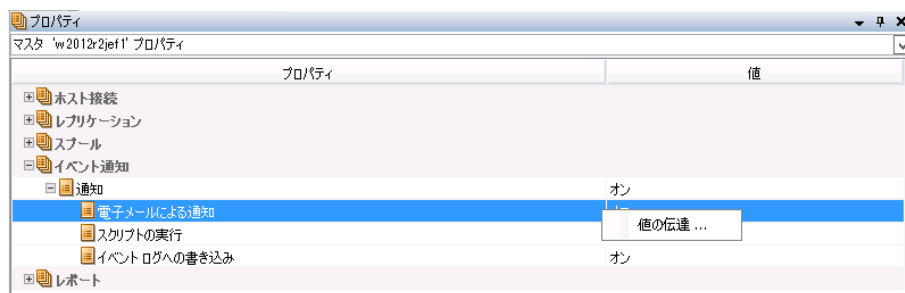 プロパティ
マスタ 'w2012r2jef1' プロパティ
プロパティ 値
ホスト接続
レプリケーション
スプール
イベント通知
通知 オン
電子メールによる通知
値の伝達 ...
スクリプトの実行
イベント ログへの書き込み オン
レポート